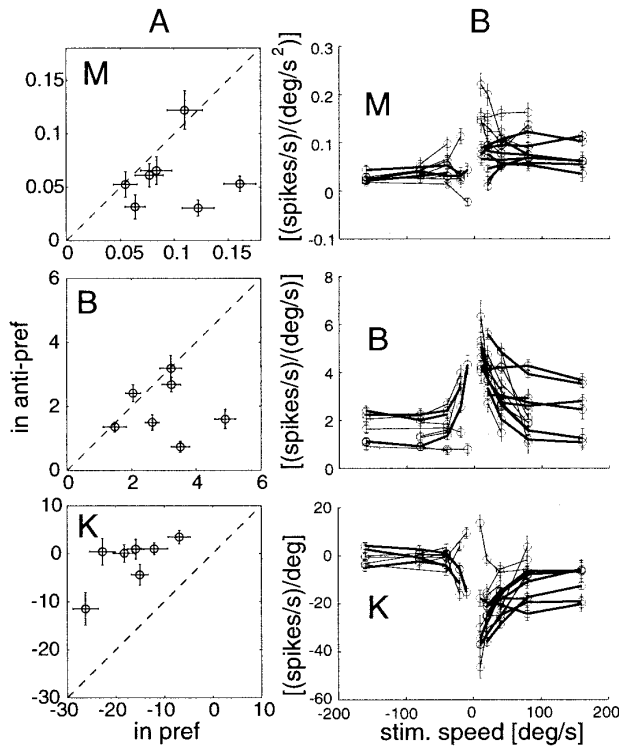 A
B
M
0.15
0.1
0.05
0
0.05 0.1 0.15
[(spikes/s)/(deg/s²)]
0.3
0.2
0.1
0
-0.1
M
in anti-pref
B
6
4
2
0
0 2 4 6
[(spikes/s)/(deg/s)]
8
6
4
2
0
B
K
10
0
-10
-20
-30
-30 -20 -10 0 10
in pref
[(spikes/s)/deg]
20
0
-20
-40
-60
K
-200 -100 0 100 200
stim. speed [deg/s]